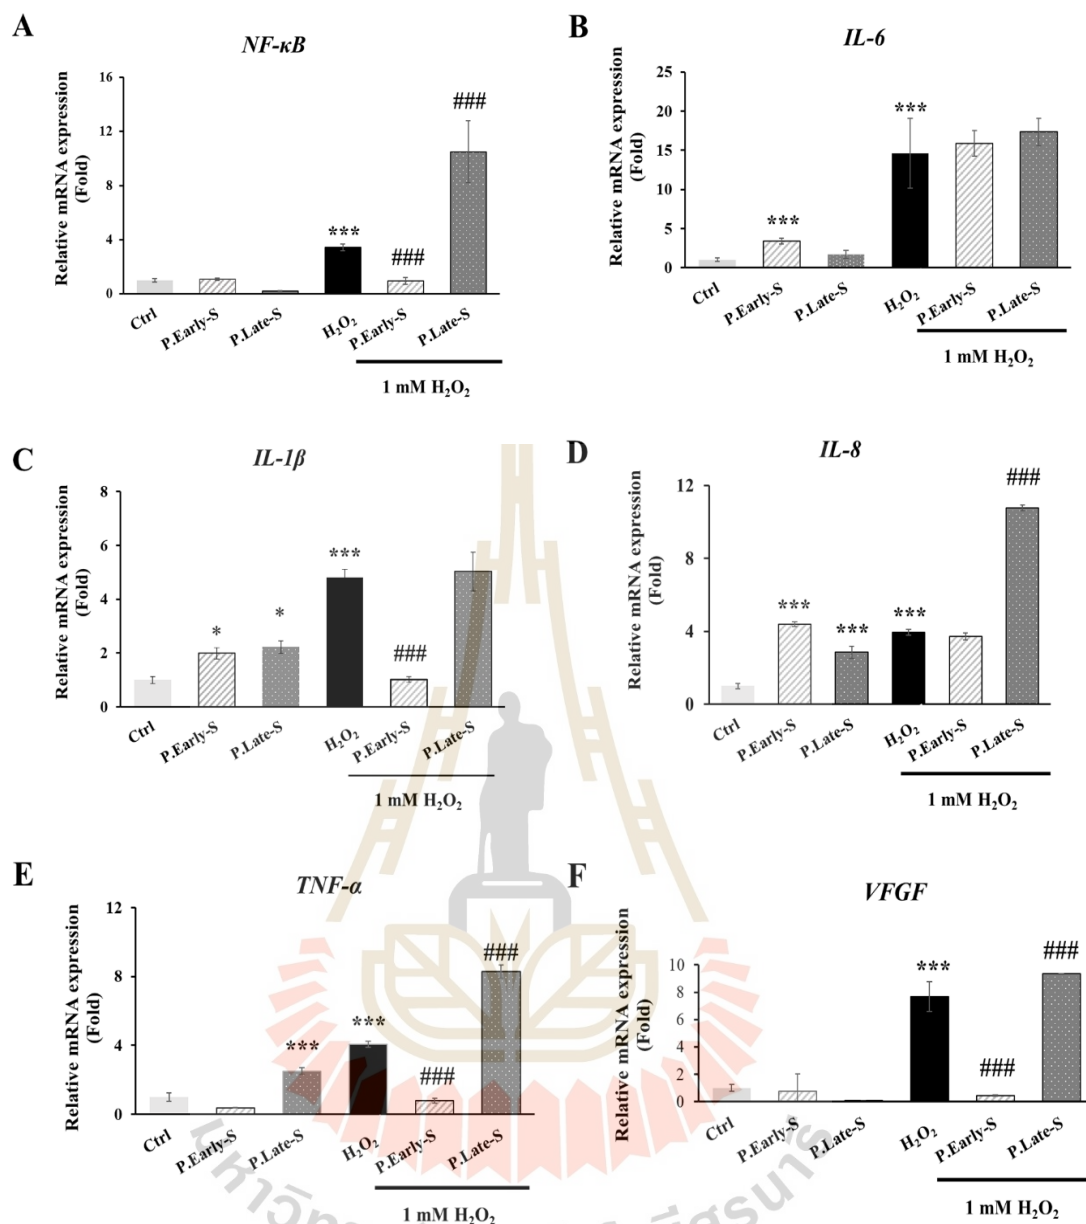 A
NF-κB
Relative mRNA expression
(Fold)
16
12
8
4
0
***
###
###
Ctrl
P.Early-S
P.Late-S
H₂O₂
P.Early-S
P.Late-S
1 mM H₂O₂
B
IL-6
Relative mRNA expression
(Fold)
25
20
15
10
5
0
***
***
Ctrl
P.Early-S
P.Late-S
H₂O₂
P.Early-S
P.Late-S
1 mM H₂O₂
C
IL-1β
Relative mRNA expression
(Fold)
8
6
4
2
0
*
*
***
###
Ctrl
P.Early-S
P.Late-S
H₂O₂
P.Early-S
P.Late-S
1 mM H₂O₂
D
IL-8
Relative mRNA expression
(Fold)
12
8
4
0
***
***
***
###
Ctrl
P.Early-S
P.Late-S
H₂O₂
P.Early-S
P.Late-S
1 mM H₂O₂
E
TNF-α
Relative mRNA expression
(Fold)
12
8
4
0
***
***
###
###
Ctrl
P.Early-S
P.Late-S
H₂O₂
P.Early-S
P.Late-S
1 mM H₂O₂
F
VFGF
Relative mRNA expression
(Fold)
10
8
6
4
2
0
***
###
###
Ctrl
P.Early-S
P.Late-S
H₂O₂
P.Early-S
P.Late-S
1 mM H₂O₂